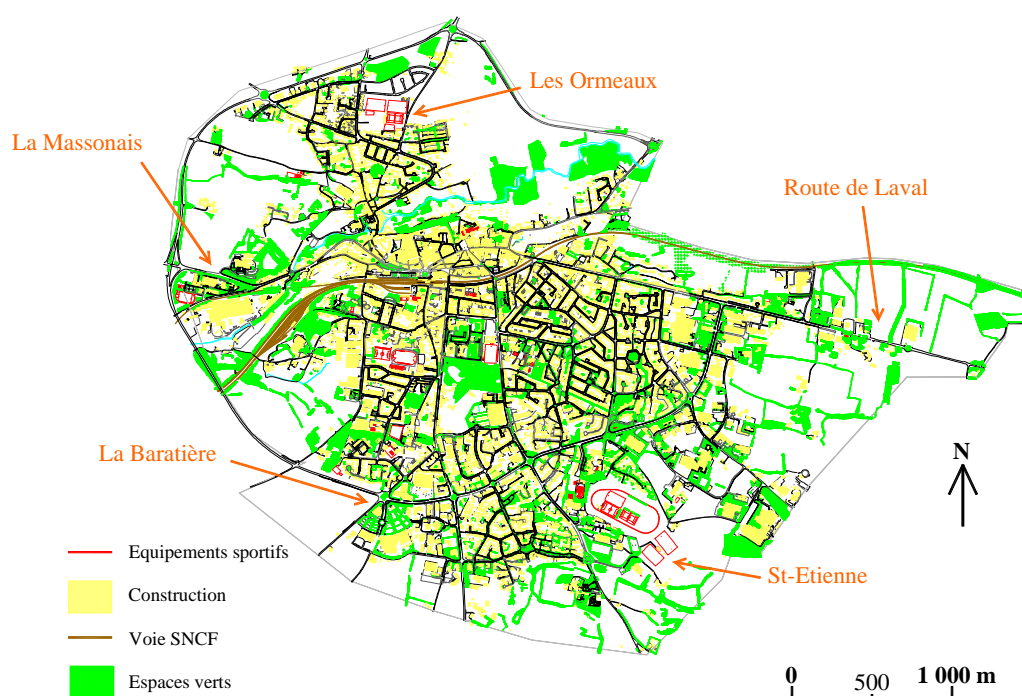 Les Ormeaux
La Massonais
Route de Laval
La Baratière
N
St-Etienne
Equipements sportifs
Construction
Voie SNCF
Espaces verts
0 500 1 000 m